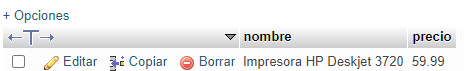 + Opciones
←T→ nombre precio
Editar Copiar Borrar Impresora HP Deskjet 3720 59.99